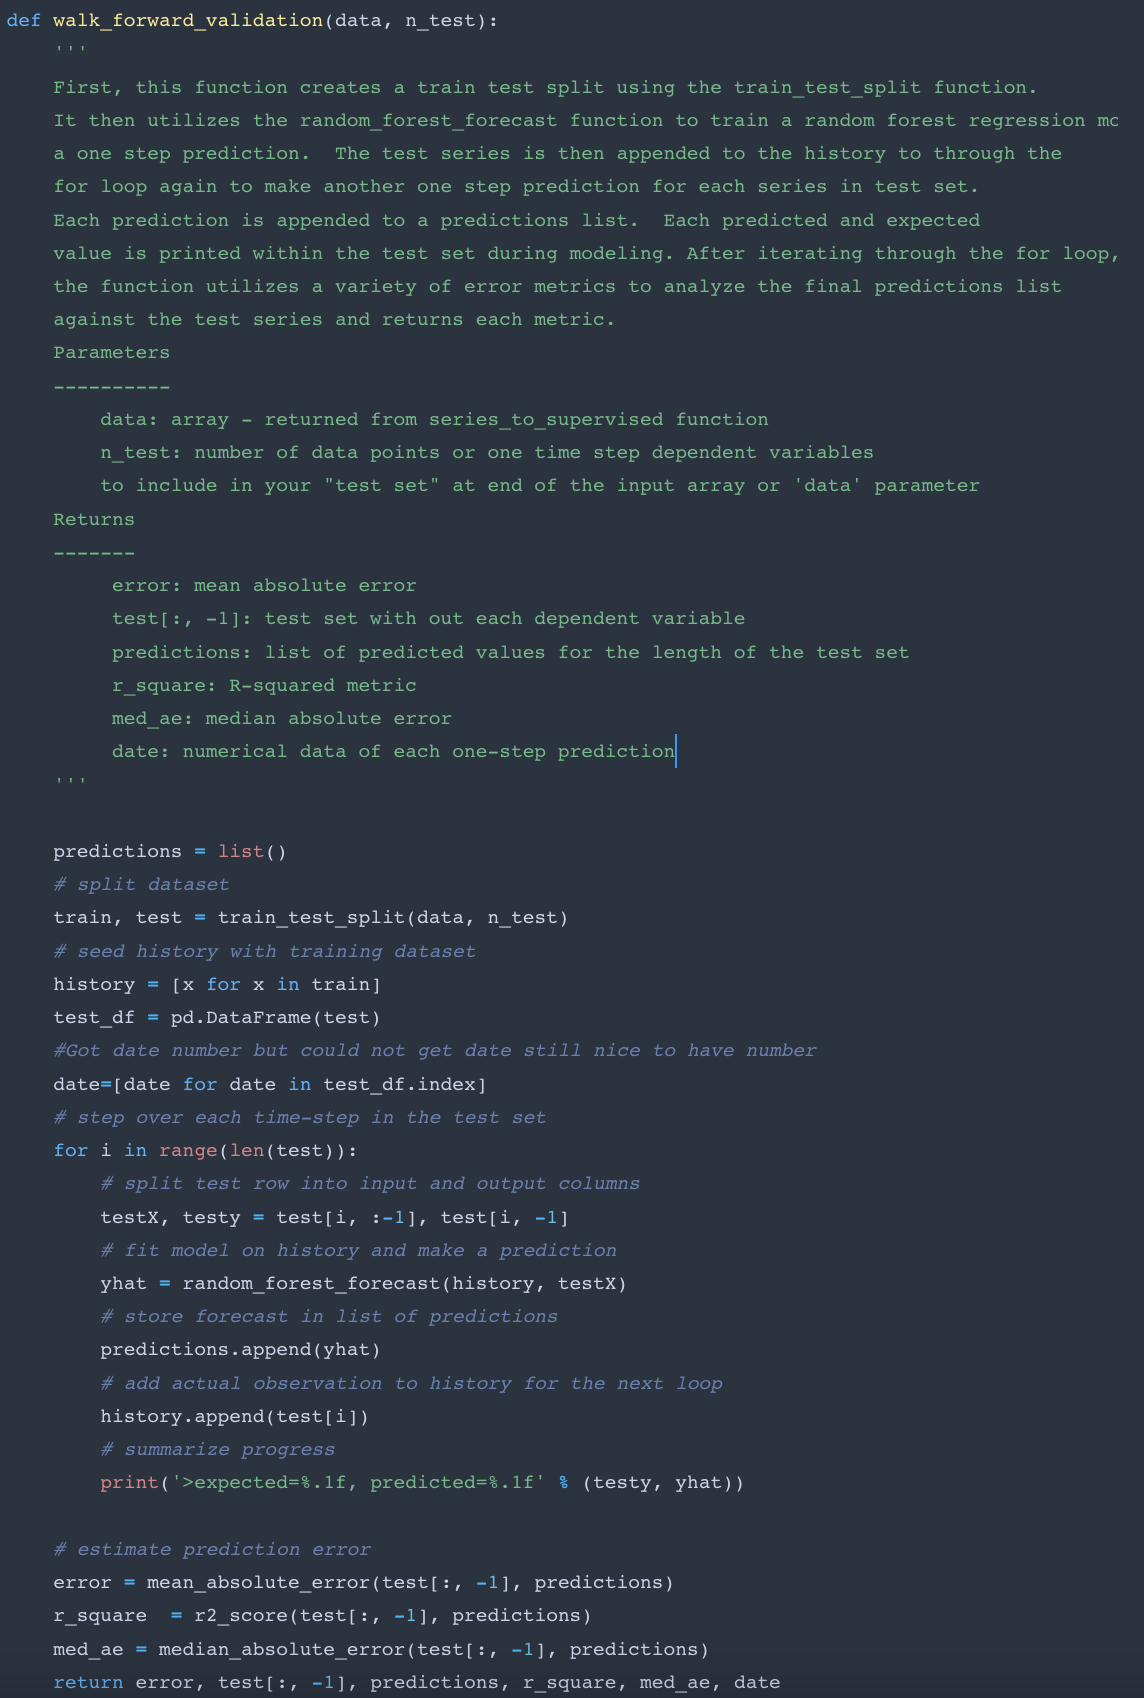 def walk_forward_validation(data, n_test):
    '''
    First, this function creates a train test split using the train_test_split function.
    It then utilizes the random_forest_forecast function to train a random forest regression mo
    a one step prediction.  The test series is then appended to the history to through the
    for loop again to make another one step prediction for each series in test set.
    Each prediction is appended to a predictions list.  Each predicted and expected
    value is printed within the test set during modeling. After iterating through the for loop,
    the function utilizes a variety of error metrics to analyze the final predictions list
    against the test series and returns each metric.
    Parameters
    ----------
        data: array - returned from series_to_supervised function
        n_test: number of data points or one time step dependent variables
        to include in your "test set" at end of the input array or 'data' parameter
    Returns
    -------
         error: mean absolute error
         test[:, -1]: test set with out each dependent variable
         predictions: list of predicted values for the length of the test set
         r_square: R-squared metric
         med_ae: median absolute error
         date: numerical data of each one-step prediction
    '''
    predictions = list()
    # split dataset
    train, test = train_test_split(data, n_test)
    # seed history with training dataset
    history = [x for x in train]
    test_df = pd.DataFrame(test)
    #Got date number but could not get date still nice to have number
    date=[date for date in test_df.index]
    # step over each time-step in the test set
    for i in range(len(test)):
        # split test row into input and output columns
        testX, testy = test[i, :-1], test[i, -1]
        # fit model on history and make a prediction
        yhat = random_forest_forecast(history, testX)
        # store forecast in list of predictions
        predictions.append(yhat)
        # add actual observation to history for the next loop
        history.append(test[i])
        # summarize progress
        print('>expected=%.1f, predicted=%.1f' % (testy, yhat))
    # estimate prediction error
    error = mean_absolute_error(test[:, -1], predictions)
    r_square  = r2_score(test[:, -1], predictions)
    med_ae = median_absolute_error(test[:, -1], predictions)
    return error, test[:, -1], predictions, r_square, med_ae, date